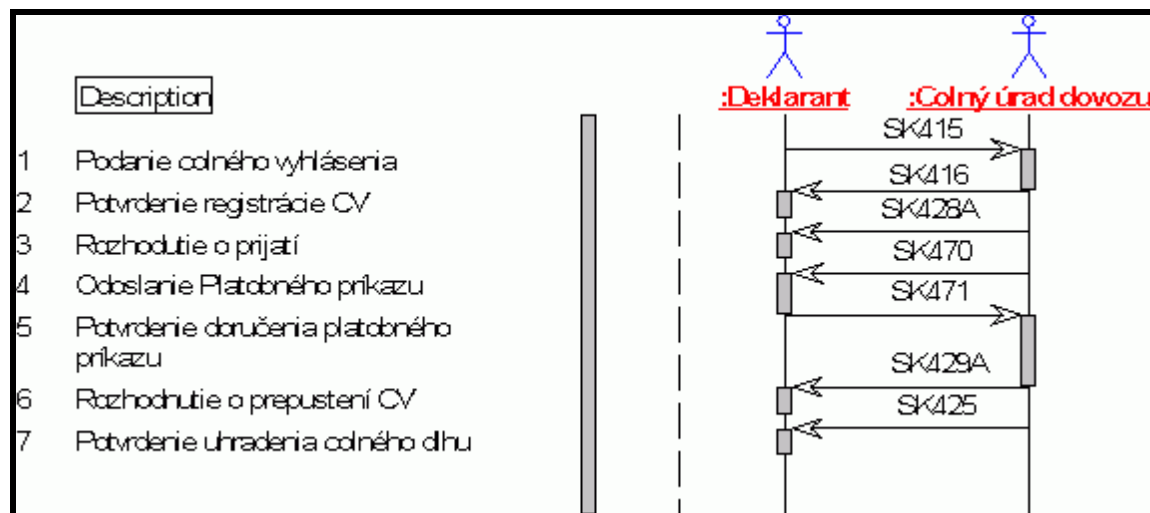 Description
:Deklarant
:Colný úrad dovozu
1 Podanie colného vyhlásenia
SK415
2 Potvrdenie registrácie CV
SK416
3 Rozhodutie o prijatí
SK428A
4 Odoslanie Platobného príkazu
SK470
5 Potvrdenie doručenia platobného
príkazu
SK471
6 Rozhodnutie o prepustení CV
SK429A
7 Potvrdenie uhradenia colného dlhu
SK425